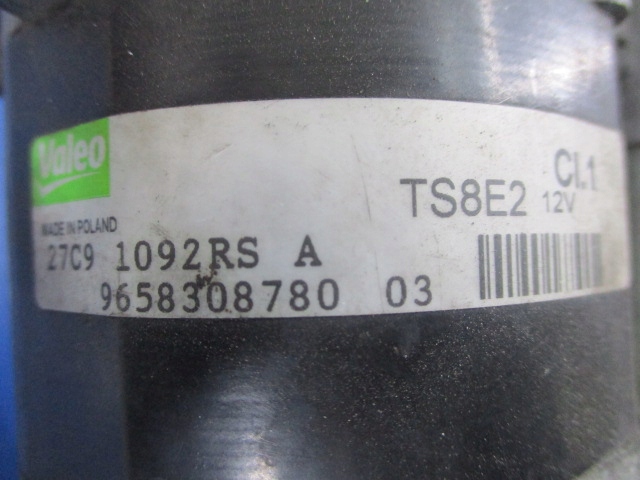 Valeo
MADE IN POLAND
TS8E2 12V Cl.1
27C9 1092RS A
9658308780 03